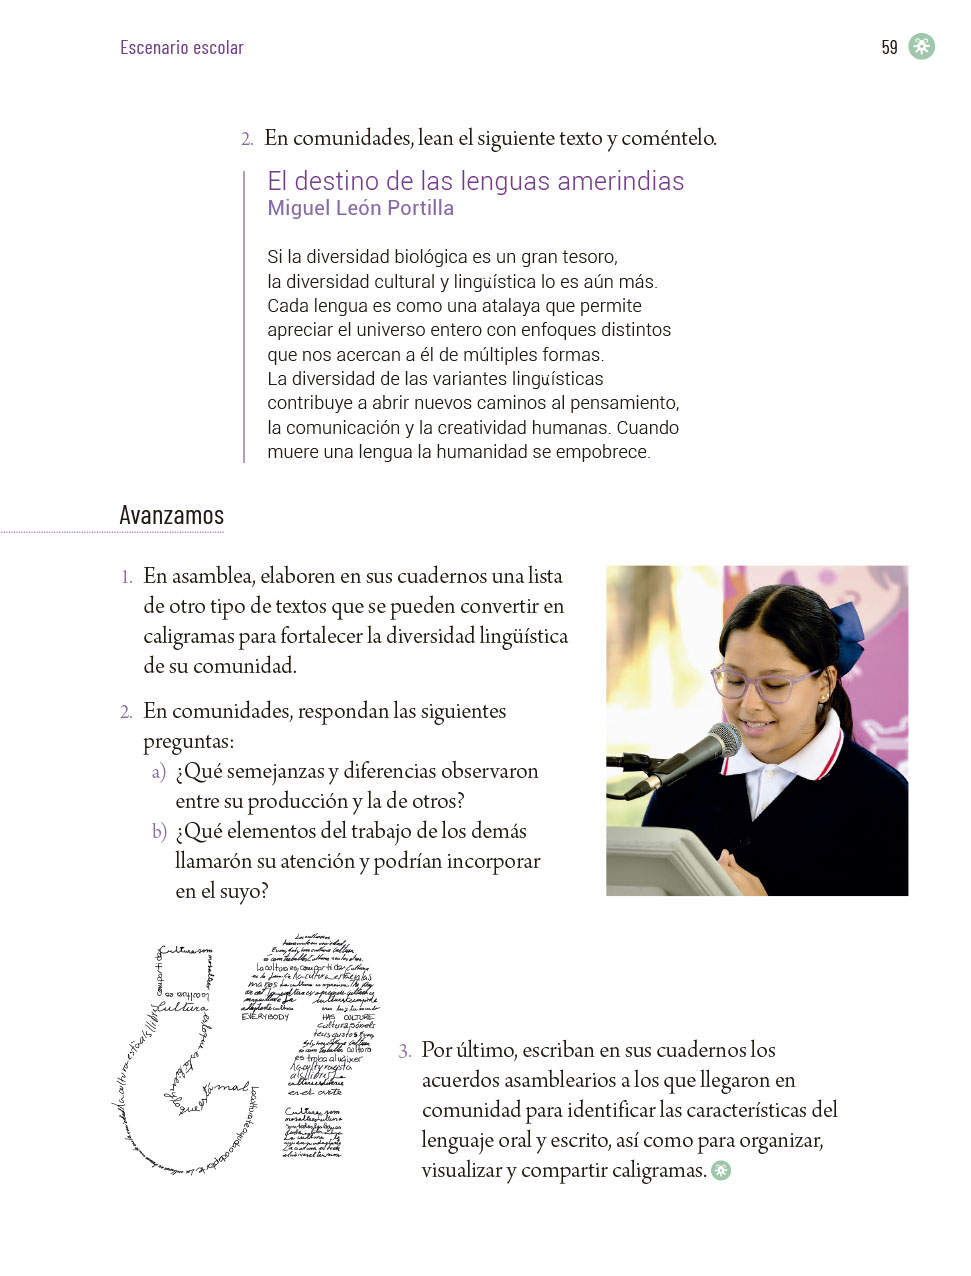 Escenario escolar
59
2. En comunidades, lean el siguiente texto y coméntelo.
El destino de las lenguas amerindias
Miguel León Portilla
Si la diversidad biológica es un gran tesoro,
la diversidad cultural y lingüística lo es aún más.
Cada lengua es como una atalaya que permite
apreciar el universo entero con enfoques distintos
que nos acercan a él de múltiples formas.
La diversidad de las variantes lingüísticas
contribuye a abrir nuevos caminos al pensamiento,
la comunicación y la creatividad humanas. Cuando
muere una lengua la humanidad se empobrece.
Avanzamos
1. En asamblea, elaboren en sus cuadernos una lista
de otro tipo de textos que se pueden convertir en
caligramas para fortalecer la diversidad lingüística
de su comunidad.
2. En comunidades, respondan las siguientes
preguntas:
a) ¿Qué semejanzas y diferencias observaron
entre su producción y la de otros?
b) ¿Qué elementos del trabajo de los demás
llamarón su atención y podrían incorporar
en el suyo?
Cultura som
Cultura
mal
EVERYBODY
HAS CULTURE
3. Por último, escriban en sus cuadernos los
acuerdos asamblearios a los que llegaron en
comunidad para identificar las características del
lenguaje oral y escrito, así como para organizar,
visualizar y compartir caligramas.